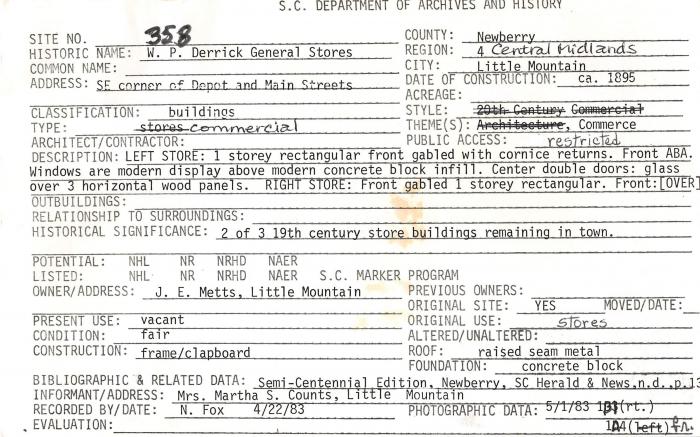 S.C. DEPARTMENT OF ARCHIVES AND HISTORY
SITE NO. 358
HISTORIC NAME: W. P. Derrick General Stores
COMMON NAME:
ADDRESS: SE corner of Depot and Main Streets
COUNTY: Newberry
REGION: 4 Central Midlands
CITY: Little Mountain
DATE OF CONSTRUCTION: ca. 1895
ACREAGE:
CLASSIFICATION: buildings
TYPE: stores commercial
ARCHITECT/CONTRACTOR:
STYLE: 20th Century Commercial
THEME(S): Architecture, Commerce
PUBLIC ACCESS: restricted
DESCRIPTION: LEFT STORE: 1 storey rectangular front gabled with cornice returns. Front ABA.
Windows are modern display above modern concrete block infill. Center double doors: glass
over 3 horizontal wood panels. RIGHT STORE: Front gabled 1 storey rectangular. Front:[OVER]
OUTBUILDINGS:
RELATIONSHIP TO SURROUNDINGS:
HISTORICAL SIGNIFICANCE: 2 of 3 19th century store buildings remaining in town.
POTENTIAL: NHL NR NRHD NAER
LISTED: NHL NR NRHD NAER S.C. MARKER PROGRAM
OWNER/ADDRESS: J. E. Metts, Little Mountain
PREVIOUS OWNERS:
ORIGINAL SITE: YES MOVED/DATE:
PRESENT USE: vacant
CONDITION: fair
CONSTRUCTION: frame/clapboard
ORIGINAL USE: stores
ALTERED/UNALTERED:
ROOF: raised seam metal
FOUNDATION: concrete block
BIBLIOGRAPHIC & RELATED DATA: Semi-Centennial Edition, Newberry, SC Herald & News,n.d.,p.13
INFORMANT/ADDRESS: Mrs. Martha S. Counts, Little Mountain
RECORDED BY/DATE: N. Fox 4/22/83
PHOTOGRAPHIC DATA: 5/1/83 (rt.)
EVALUATION:
(left)